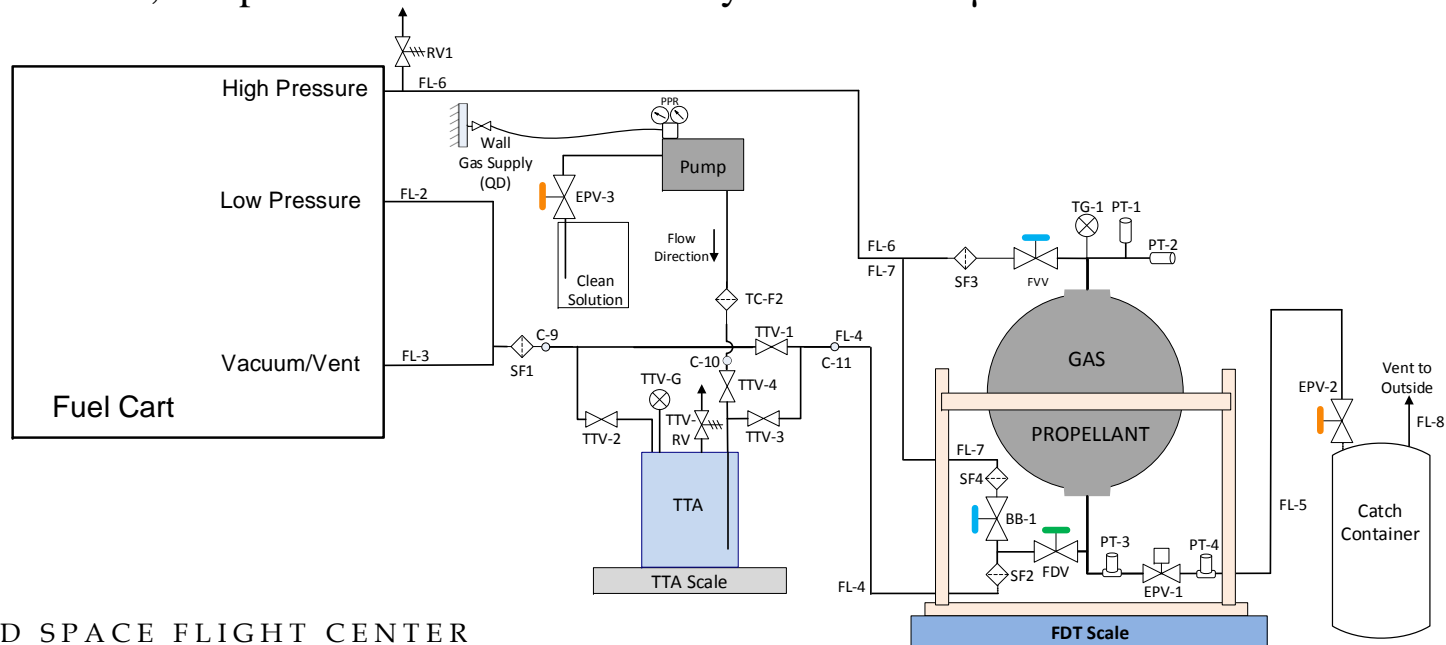 RV1
High Pressure
FL-6
PPR
Wall
Gas Supply
(QD)
Pump
Low Pressure
FL-2
EPV-3
TG-1
PT-1
PT-2
Flow
Direction
FL-6
FL-7
SF3
FVV
Clean
Solution
TC-F2
TTV-1
C-9
FL-4
C-10
C-11
SF1
Vacuum/Vent
FL-3
GAS
Vent to
Outside
EPV-2
FL-8
TTV-G
TTV-4
TTV-
RV
TTV-2
TTV-3
Fuel Cart
PROPELLANT
FL-7
SF4
TTA
BB-1
FL-5
Catch
Container
PT-3
PT-4
FDV
SF2
EPV-1
FL-4
TTA Scale
FDT Scale
D SPACE FLIGHT CENTER